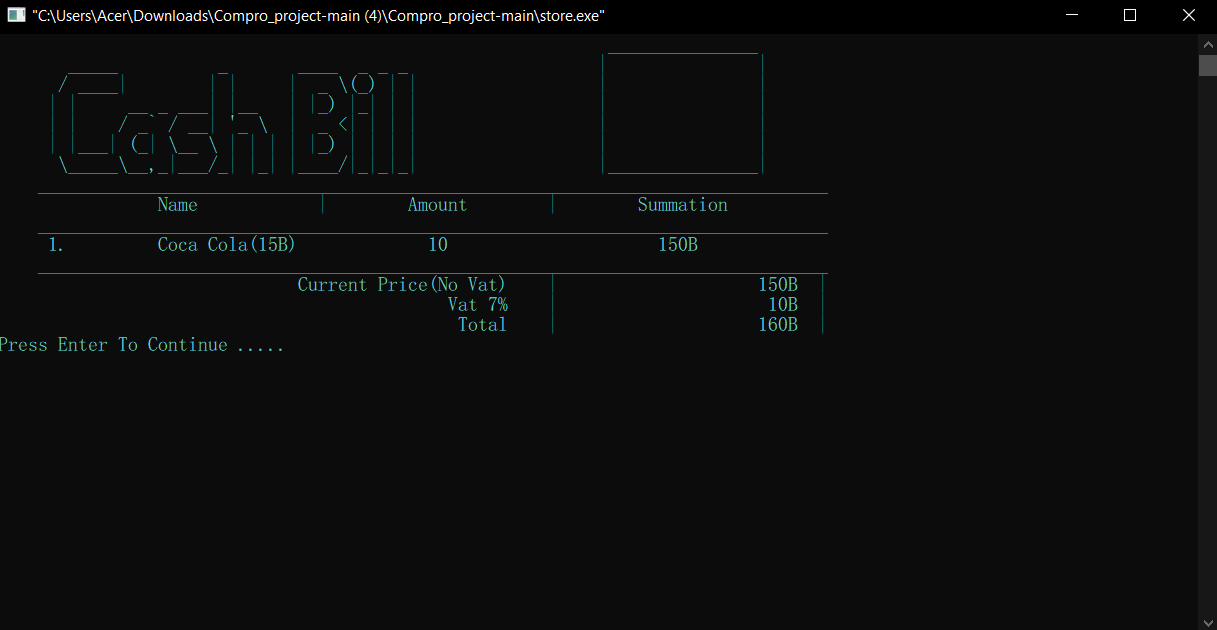 "C:\Users\Acer\Downloads\Compro_project-main (4)\Compro_project-main\store.exe"
Cash Bill
Name | Amount | Summation
1. Coca Cola(15B) 10 150B
Current Price(No Vat) | 150B |
Vat 7% | 10B |
Total | 160B |
Press Enter To Continue .....